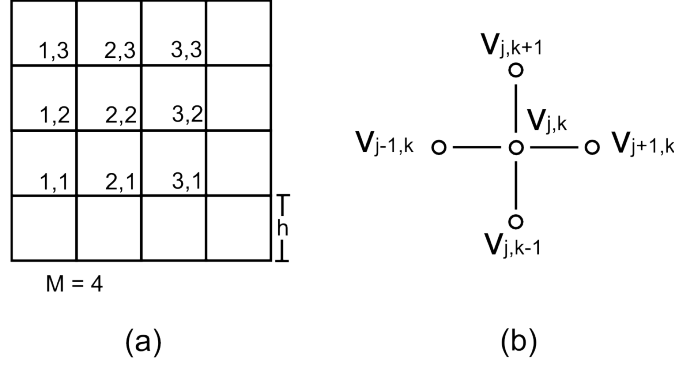 1,3 2,3 3,3
1,2 2,2 3,2
1,1 2,1 3,1
h
M = 4
(a)
Vj,k+1
Vj,k
Vj-1,k
Vj+1,k
Vj,k-1
(b)